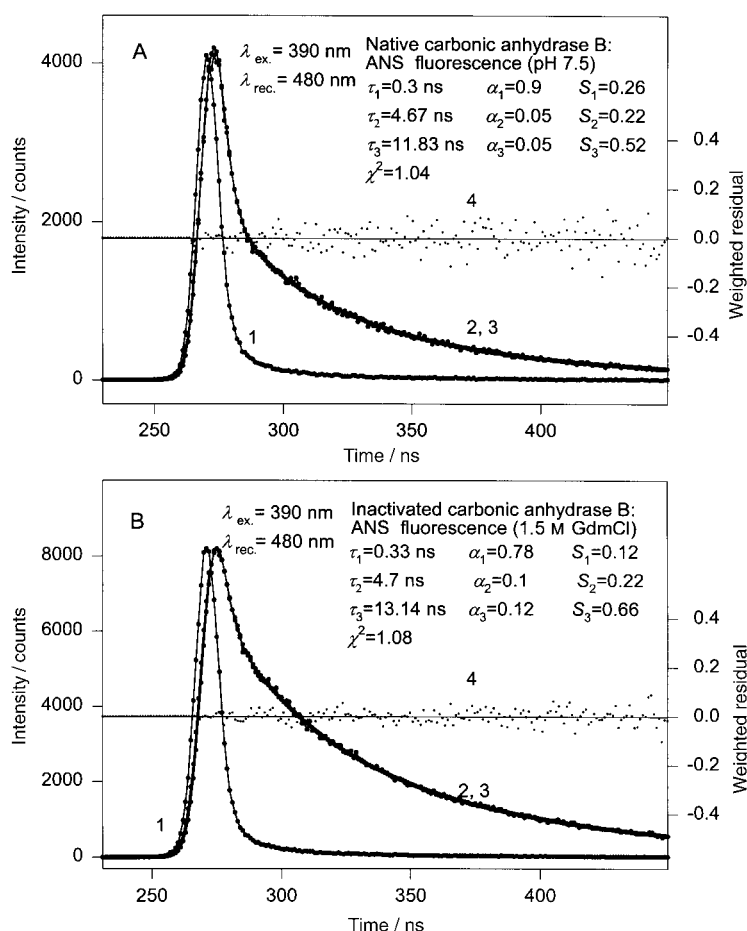 A
λ ex. = 390 nm
λ rec. = 480 nm
Native carbonic anhydrase B:
ANS fluorescence (pH 7.5)
τ1=0.3 ns α1=0.9 S1=0.26
τ2=4.67 ns α2=0.05 S2=0.22
τ3=11.83 ns α3=0.05 S3=0.52
χ2=1.04
4000
2000
0
Intensity / counts
0.4
0.2
0.0
-0.2
-0.4
Weighted residual
4
1
2, 3
250 300 350 400
Time / ns
B
λ ex. = 390 nm
λ rec. = 480 nm
Inactivated carbonic anhydrase B:
ANS fluorescence (1.5 M GdmCl)
τ1=0.33 ns α1=0.78 S1=0.12
τ2=4.7 ns α2=0.1 S2=0.22
τ3=13.14 ns α3=0.12 S3=0.66
χ2=1.08
8000
6000
4000
2000
0
Intensity / counts
0.4
0.2
0.0
-0.2
-0.4
Weighted residual
4
1
2, 3
250 300 350 400
Time / ns